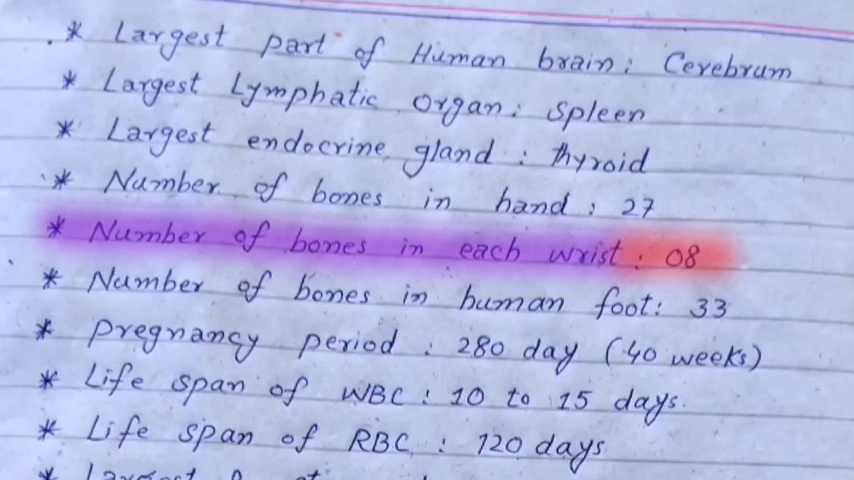 * Largest part of Human brain: Cerebrum
* Largest Lymphatic Organ: Spleen
* Largest endocrine gland: thyroid
* Number of bones in hand: 27
* Number of bones in each wrist: 08
* Number of bones in human foot: 33
* Pregnancy period: 280 day (40 weeks)
* Life span of WBC: 10 to 15 days.
* Life span of RBC: 120 days
* Largest